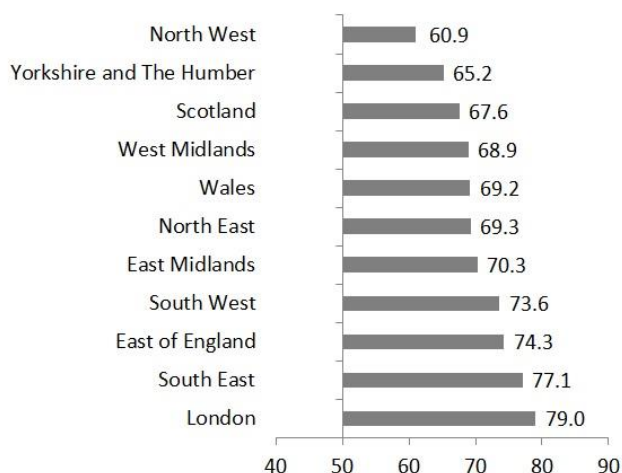 North West 60.9
Yorkshire and The Humber 65.2
Scotland 67.6
West Midlands 68.9
Wales 69.2
North East 69.3
East Midlands 70.3
South West 73.6
East of England 74.3
South East 77.1
London 79.0
40 50 60 70 80 90